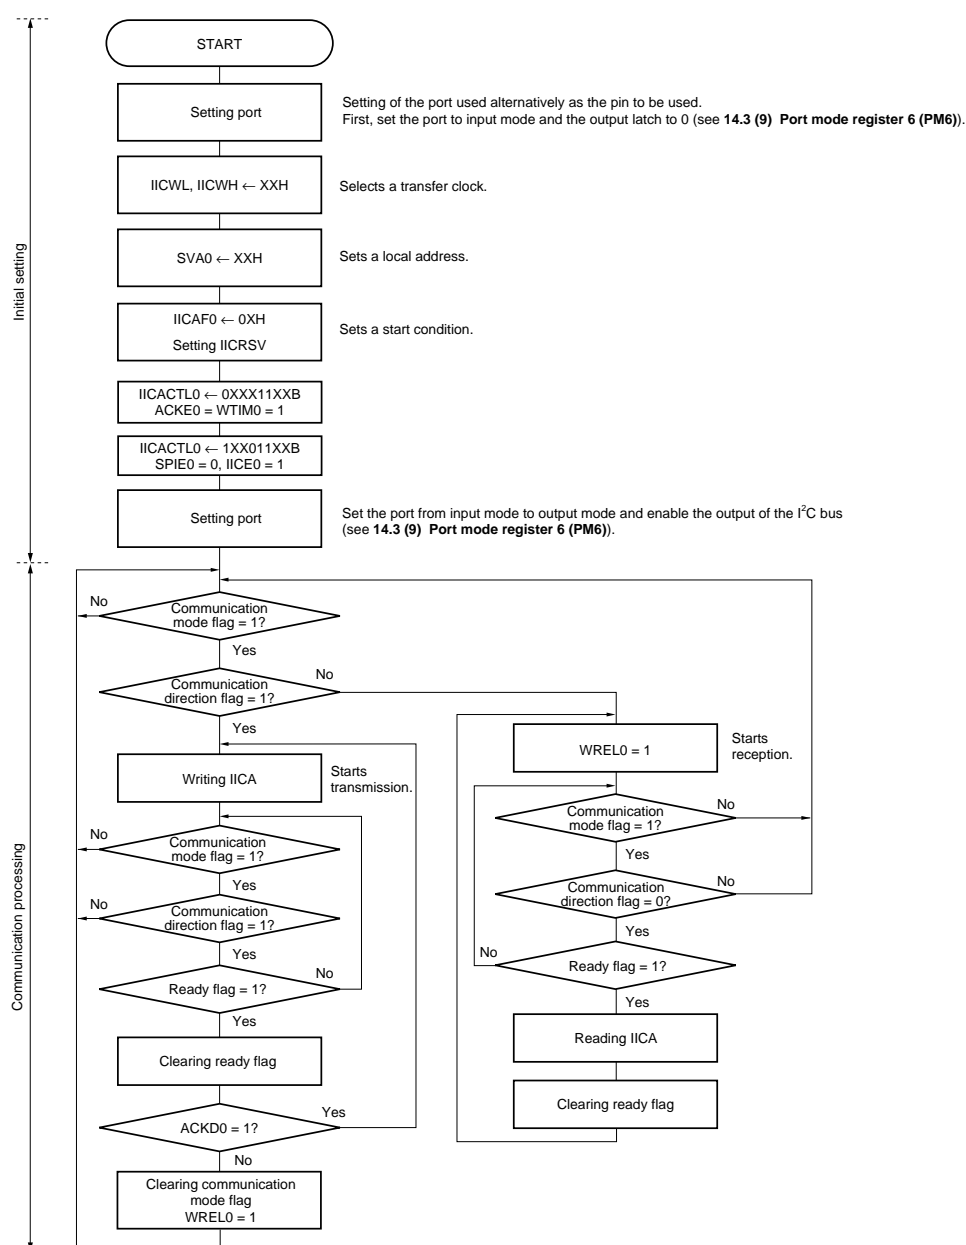 START
Setting port
Setting of the port used alternatively as the pin to be used.
First, set the port to input mode and the output latch to 0 (see 14.3 (9) Port mode register 6 (PM6)).
IICWL, IICWH ← XXH
Selects a transfer clock.
SVA0 ← XXH
Sets a local address.
IICAF0 ← 0XH
Setting IICRSV
Sets a start condition.
IICACTL0 ← 0XXX11XXB
ACKE0 = WTIM0 = 1
IICACTL0 ← 1XX011XXB
SPIE0 = 0, IICE0 = 1
Setting port
Set the port from input mode to output mode and enable the output of the I²C bus
(see 14.3 (9) Port mode register 6 (PM6)).
Initial setting
Communication processing
No
Communication
mode flag = 1?
Yes
No
Communication
direction flag = 1?
Yes
Writing IICA
Starts
transmission.
No
Communication
mode flag = 1?
Yes
No
Communication
direction flag = 1?
Yes
No
Ready flag = 1?
Yes
Clearing ready flag
Yes
ACKD0 = 1?
No
Clearing communication
mode flag
WREL0 = 1
WREL0 = 1
Starts
reception.
No
Communication
mode flag = 1?
Yes
No
Communication
direction flag = 0?
Yes
No
Ready flag = 1?
Yes
Reading IICA
Clearing ready flag